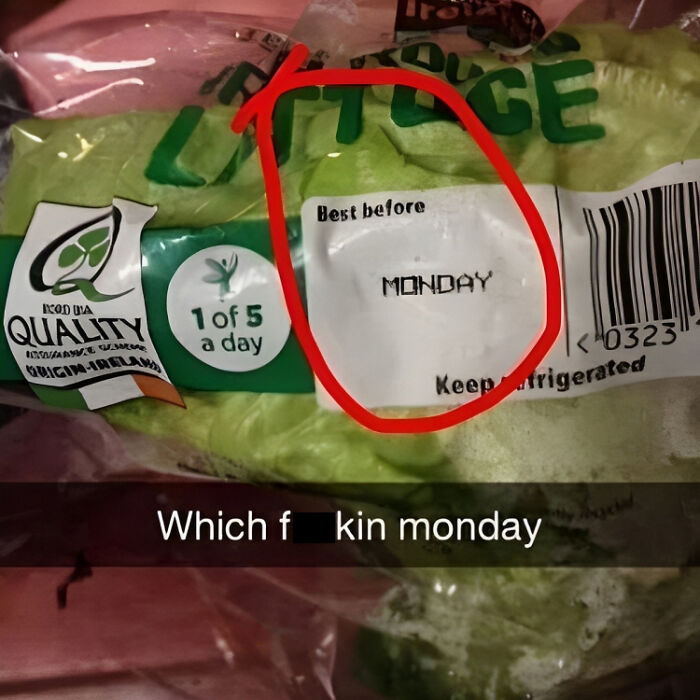 LETTUCE
Best before
MONDAY
QUALITY
1 of 5
a day
ORIGIN-IRELAND
< 0323
Keep refrigerated
Which f kin monday